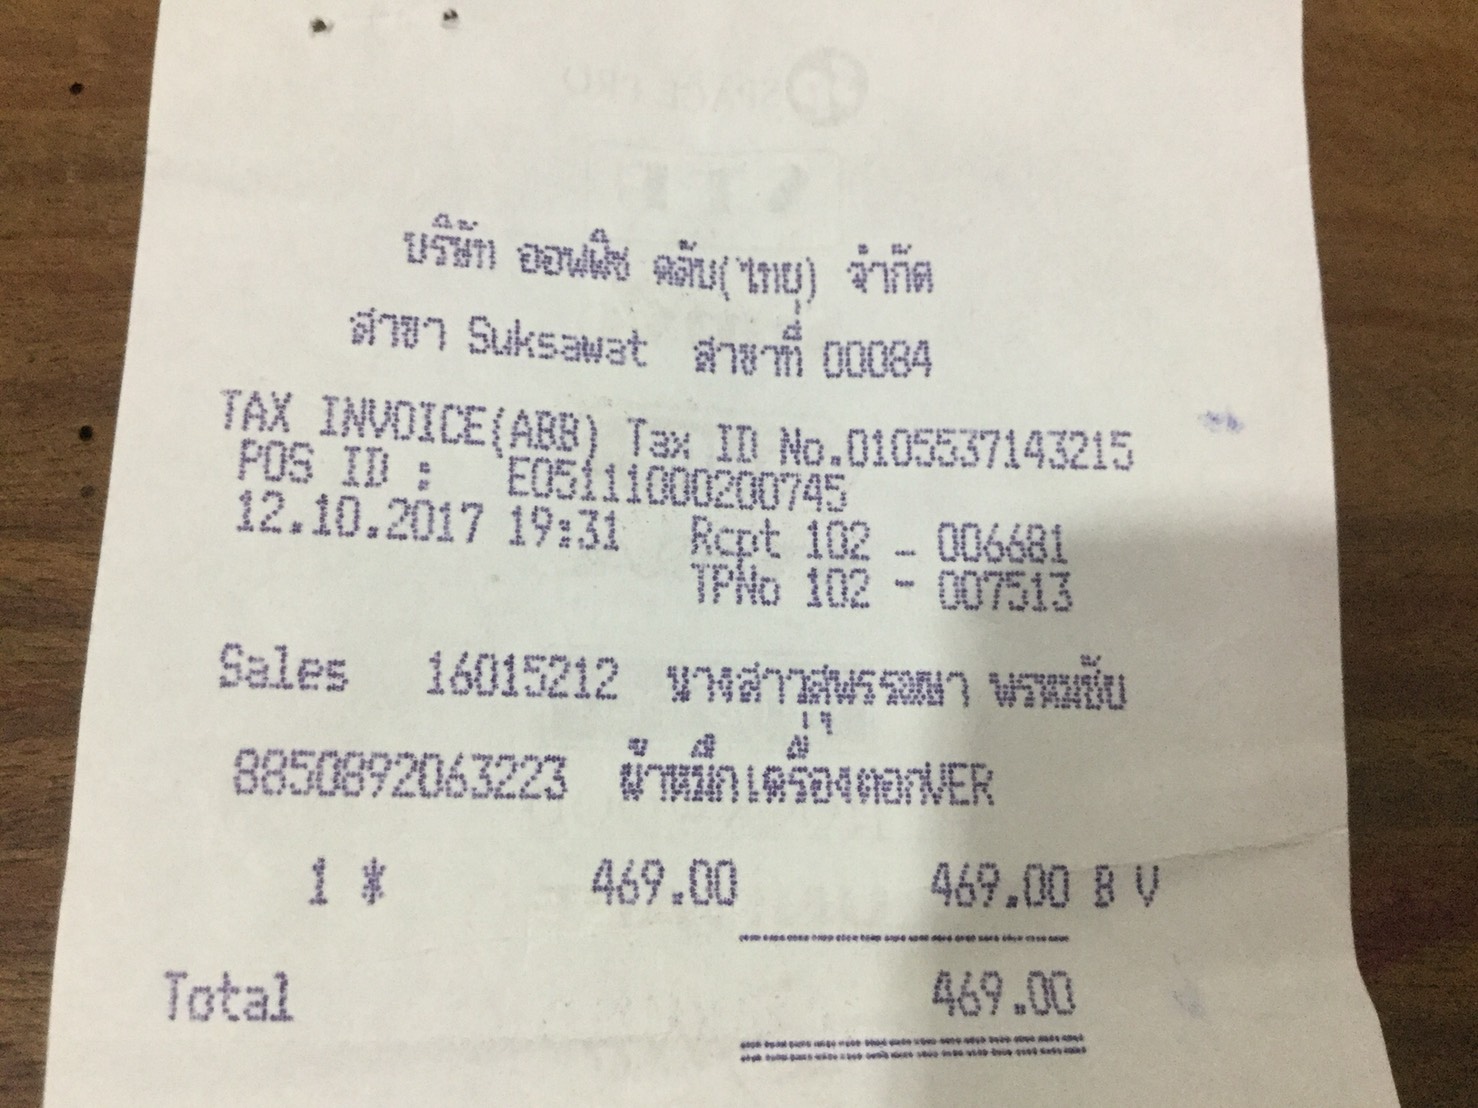 บริษัท ออฟฟิซ คลับ(ไทย) จำกัด
สาขา Suksawat สาขาที่ 00084
TAX INVOICE(ABB) Tax ID No.0105537143215
POS ID : E05111000200745
12.10.2017 19:31 Rcpt 102 - 006681
TPNo 102 - 007513
Sales 16015212 นางสาวสุพรรณษา พรหมชั้น
8850892063223 ผ้าหมึกเครื่องตอกVER
1 * 469.00 469.00 B V
Total 469.00